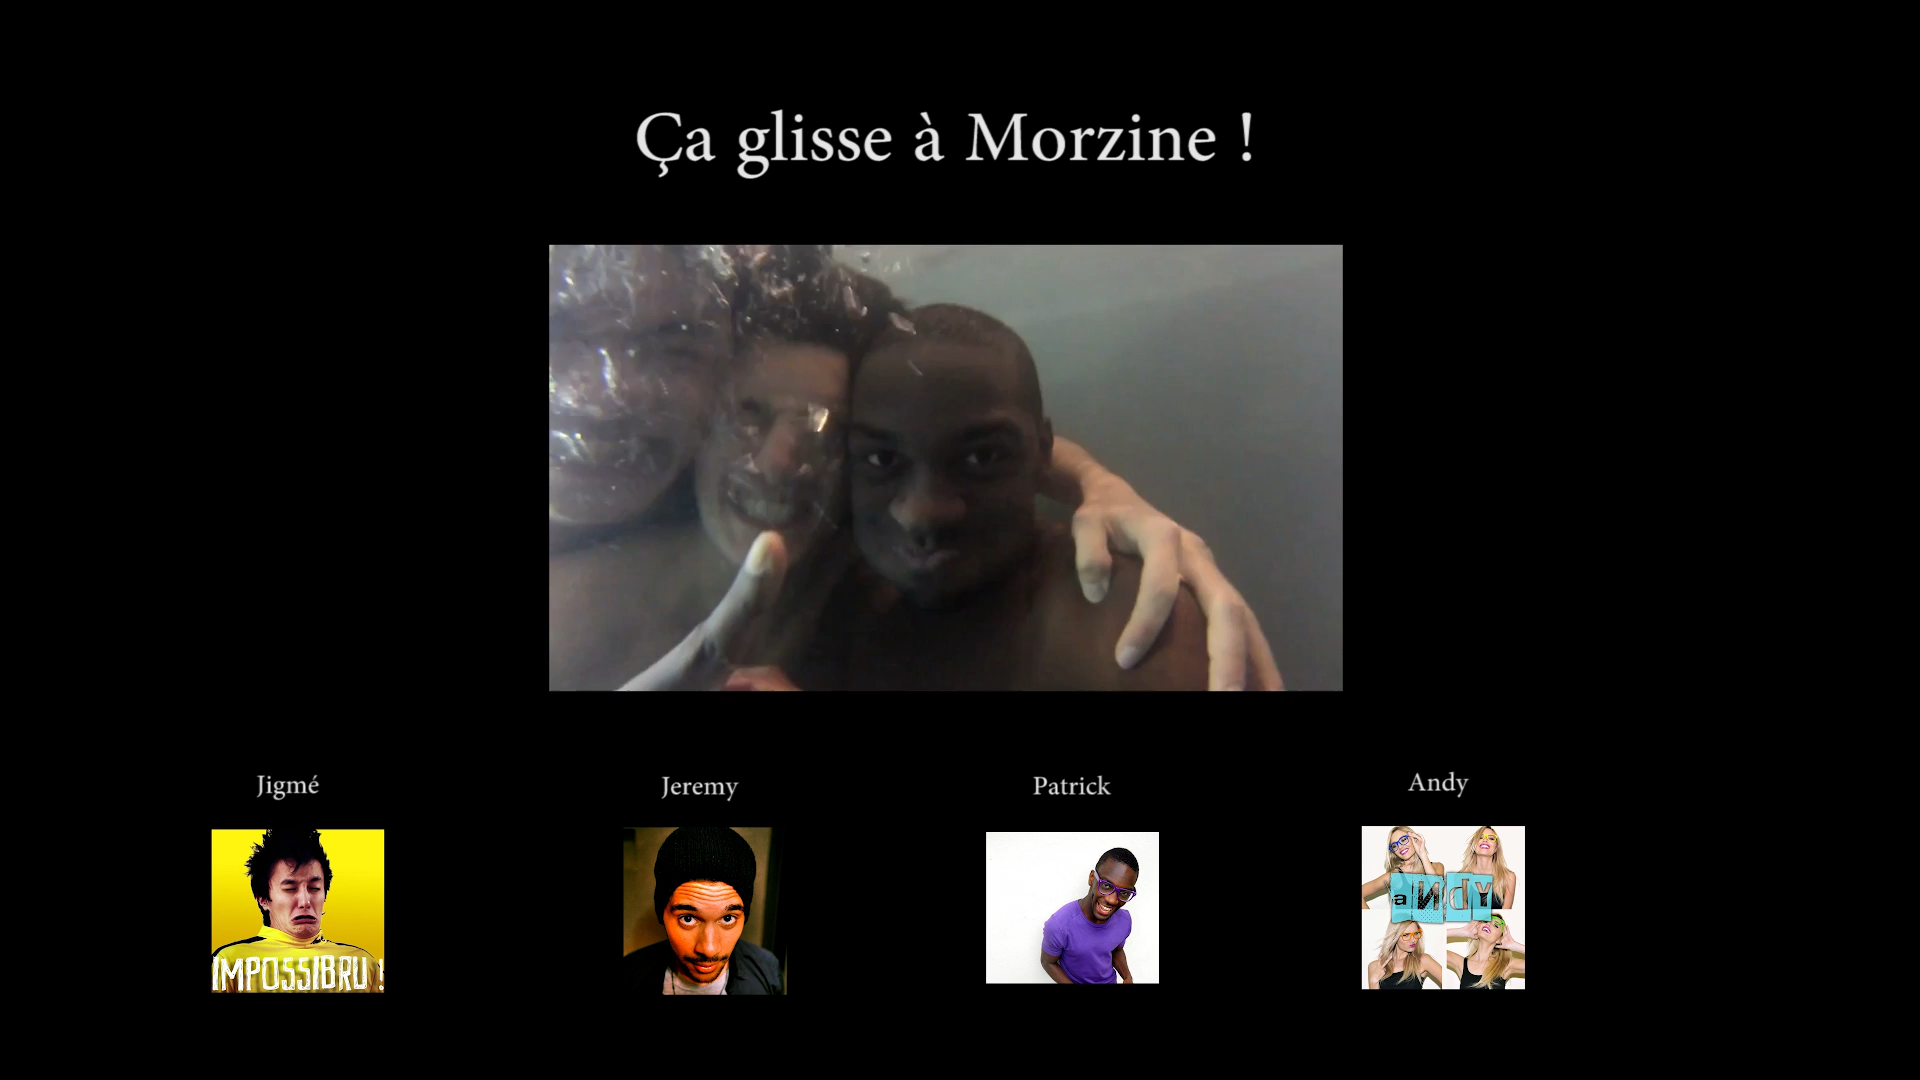 Ça glisse à Morzine !
Jigmé
Jeremy
Patrick
Andy
IMPOSSIBRU !
aNdY